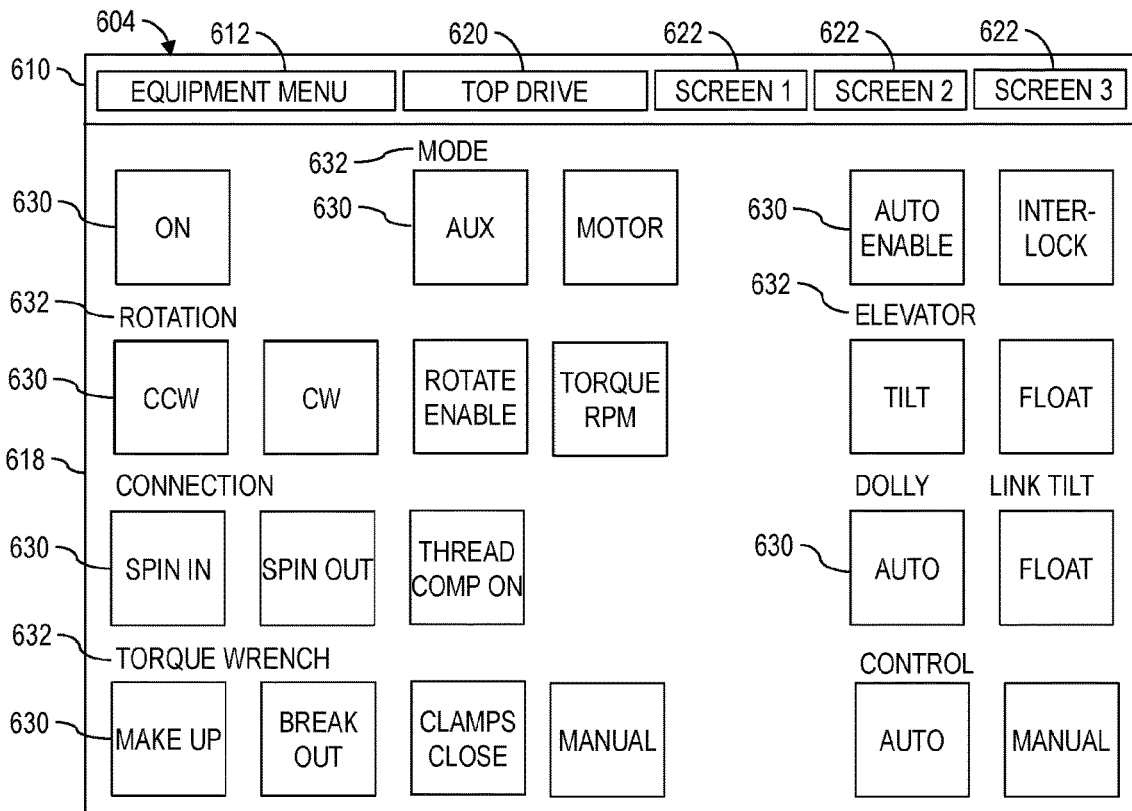 604
612
620
622
622
622
610
EQUIPMENT MENU
TOP DRIVE
SCREEN 1
SCREEN 2
SCREEN 3
632
MODE
630
ON
630
AUX
MOTOR
630
AUTO
ENABLE
INTER-
LOCK
632
ROTATION
632
ELEVATOR
630
CCW
CW
ROTATE
ENABLE
TORQUE
RPM
TILT
FLOAT
618
CONNECTION
DOLLY
LINK TILT
630
SPIN IN
SPIN OUT
THREAD
COMP ON
630
AUTO
FLOAT
632
TORQUE WRENCH
CONTROL
630
MAKE UP
BREAK
OUT
CLAMPS
CLOSE
MANUAL
AUTO
MANUAL